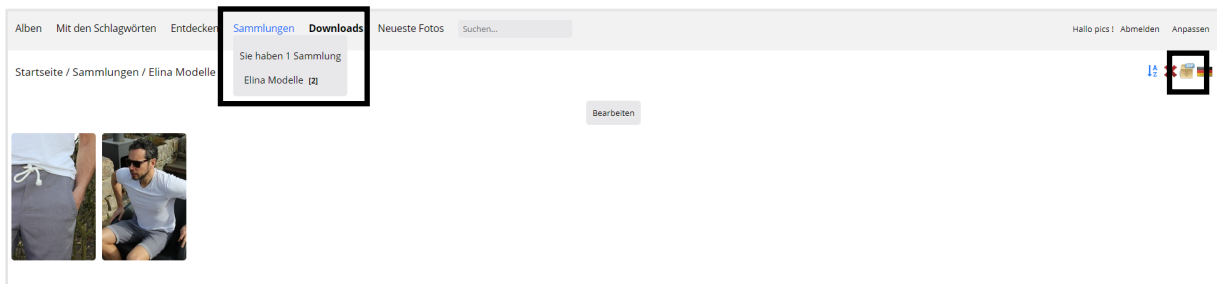 Alben Mit den Schlagwörten Entdecken Sammlungen Downloads Neueste Fotos Suchen... Hallo pics ! Abmelden Anpassen
Sie haben 1 Sammlung
Elina Modelle [2]
Startseite / Sammlungen / Elina Modelle
Bearbeiten